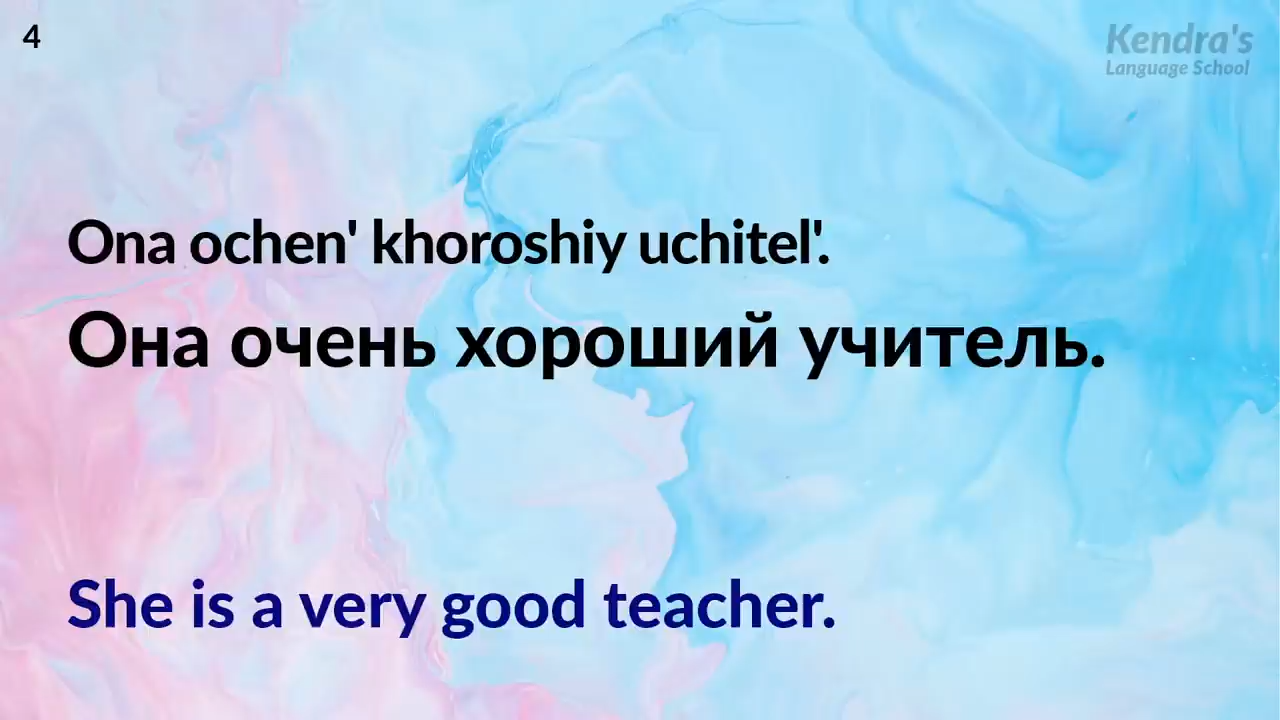 4
Kendra's
Language School
Ona ochen' khoroshiy uchitel'.
Она очень хороший учитель.
She is a very good teacher.